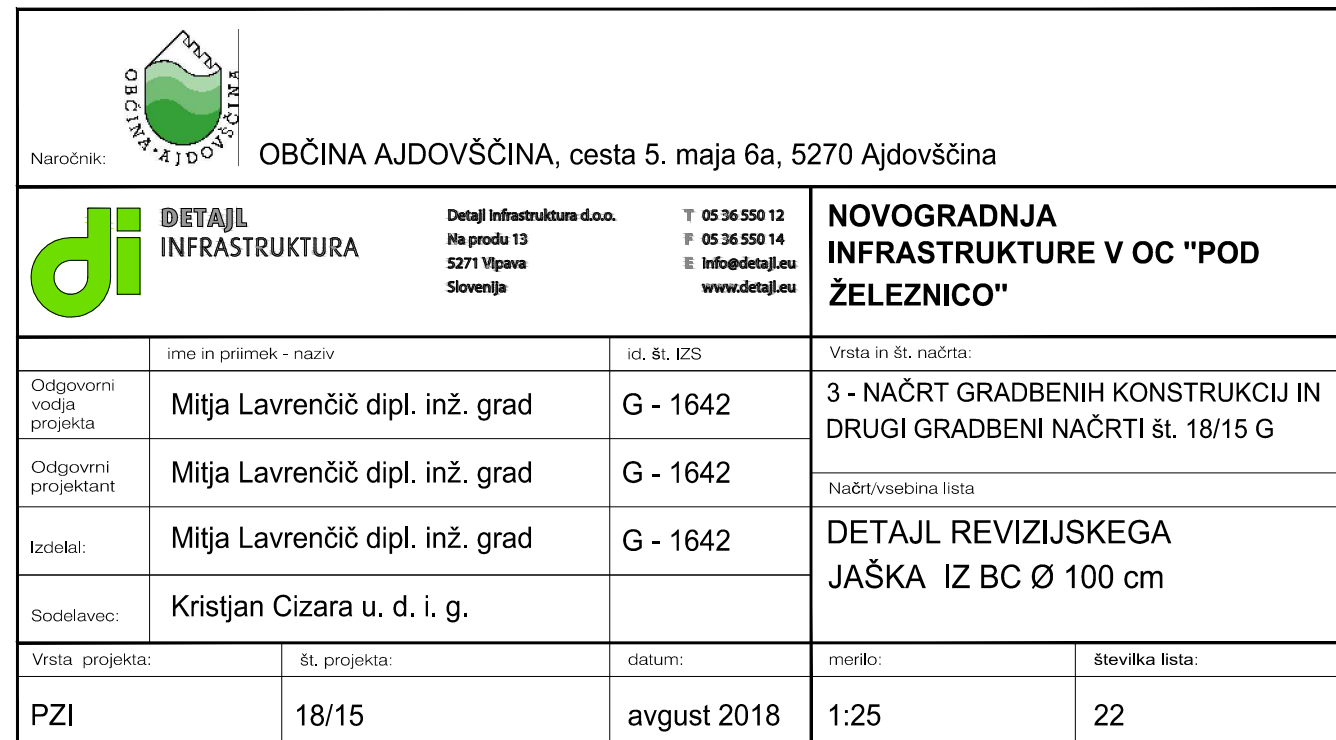 OBČINA · AJDOVŠČINA
Naročnik:
OBČINA AJDOVŠČINA, cesta 5. maja 6a, 5270 Ajdovščina
di
DETAJL
INFRASTRUKTURA
Detajl infrastruktura d.o.o.
Na produ 13
5271 Vipava
Slovenija
T 05 36 550 12
F 05 36 550 14
E info@detajl.eu
www.detajl.eu
NOVOGRADNJA
INFRASTRUKTURE V OC "POD
ŽELEZNICO"
ime in priimek - naziv
id. št. IZS
Odgovorni
vodja
projekta
Mitja Lavrenčič dipl. inž. grad
G - 1642
Odgovrni
projektant
Mitja Lavrenčič dipl. inž. grad
G - 1642
Izdelal:
Mitja Lavrenčič dipl. inž. grad
G - 1642
Sodelavec:
Kristjan Cizara u. d. i. g.
Vrsta in št. načrta:
3 - NAČRT GRADBENIH KONSTRUKCIJ IN
DRUGI GRADBENI NAČRTI št. 18/15 G
Načrt/vsebina lista
DETAJL REVIZIJSKEGA
JAŠKA IZ BC Ø 100 cm
Vrsta projekta:
PZI
št. projekta:
18/15
datum:
avgust 2018
merilo:
1:25
številka lista:
22